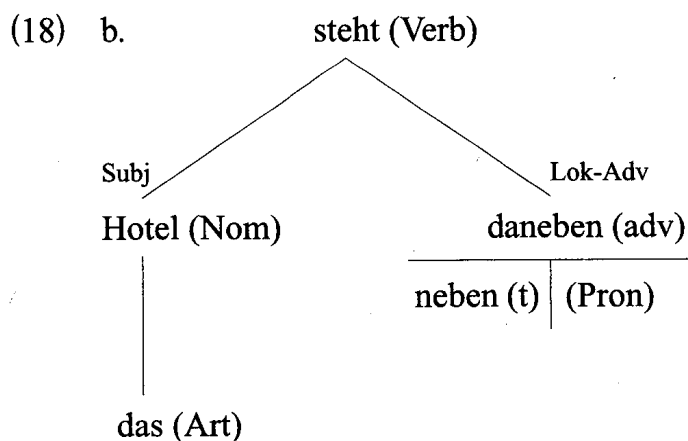 (18) b. steht (Verb)
Subj Lok-Adv
Hotel (Nom) daneben (adv)
neben (t) (Pron)
das (Art)